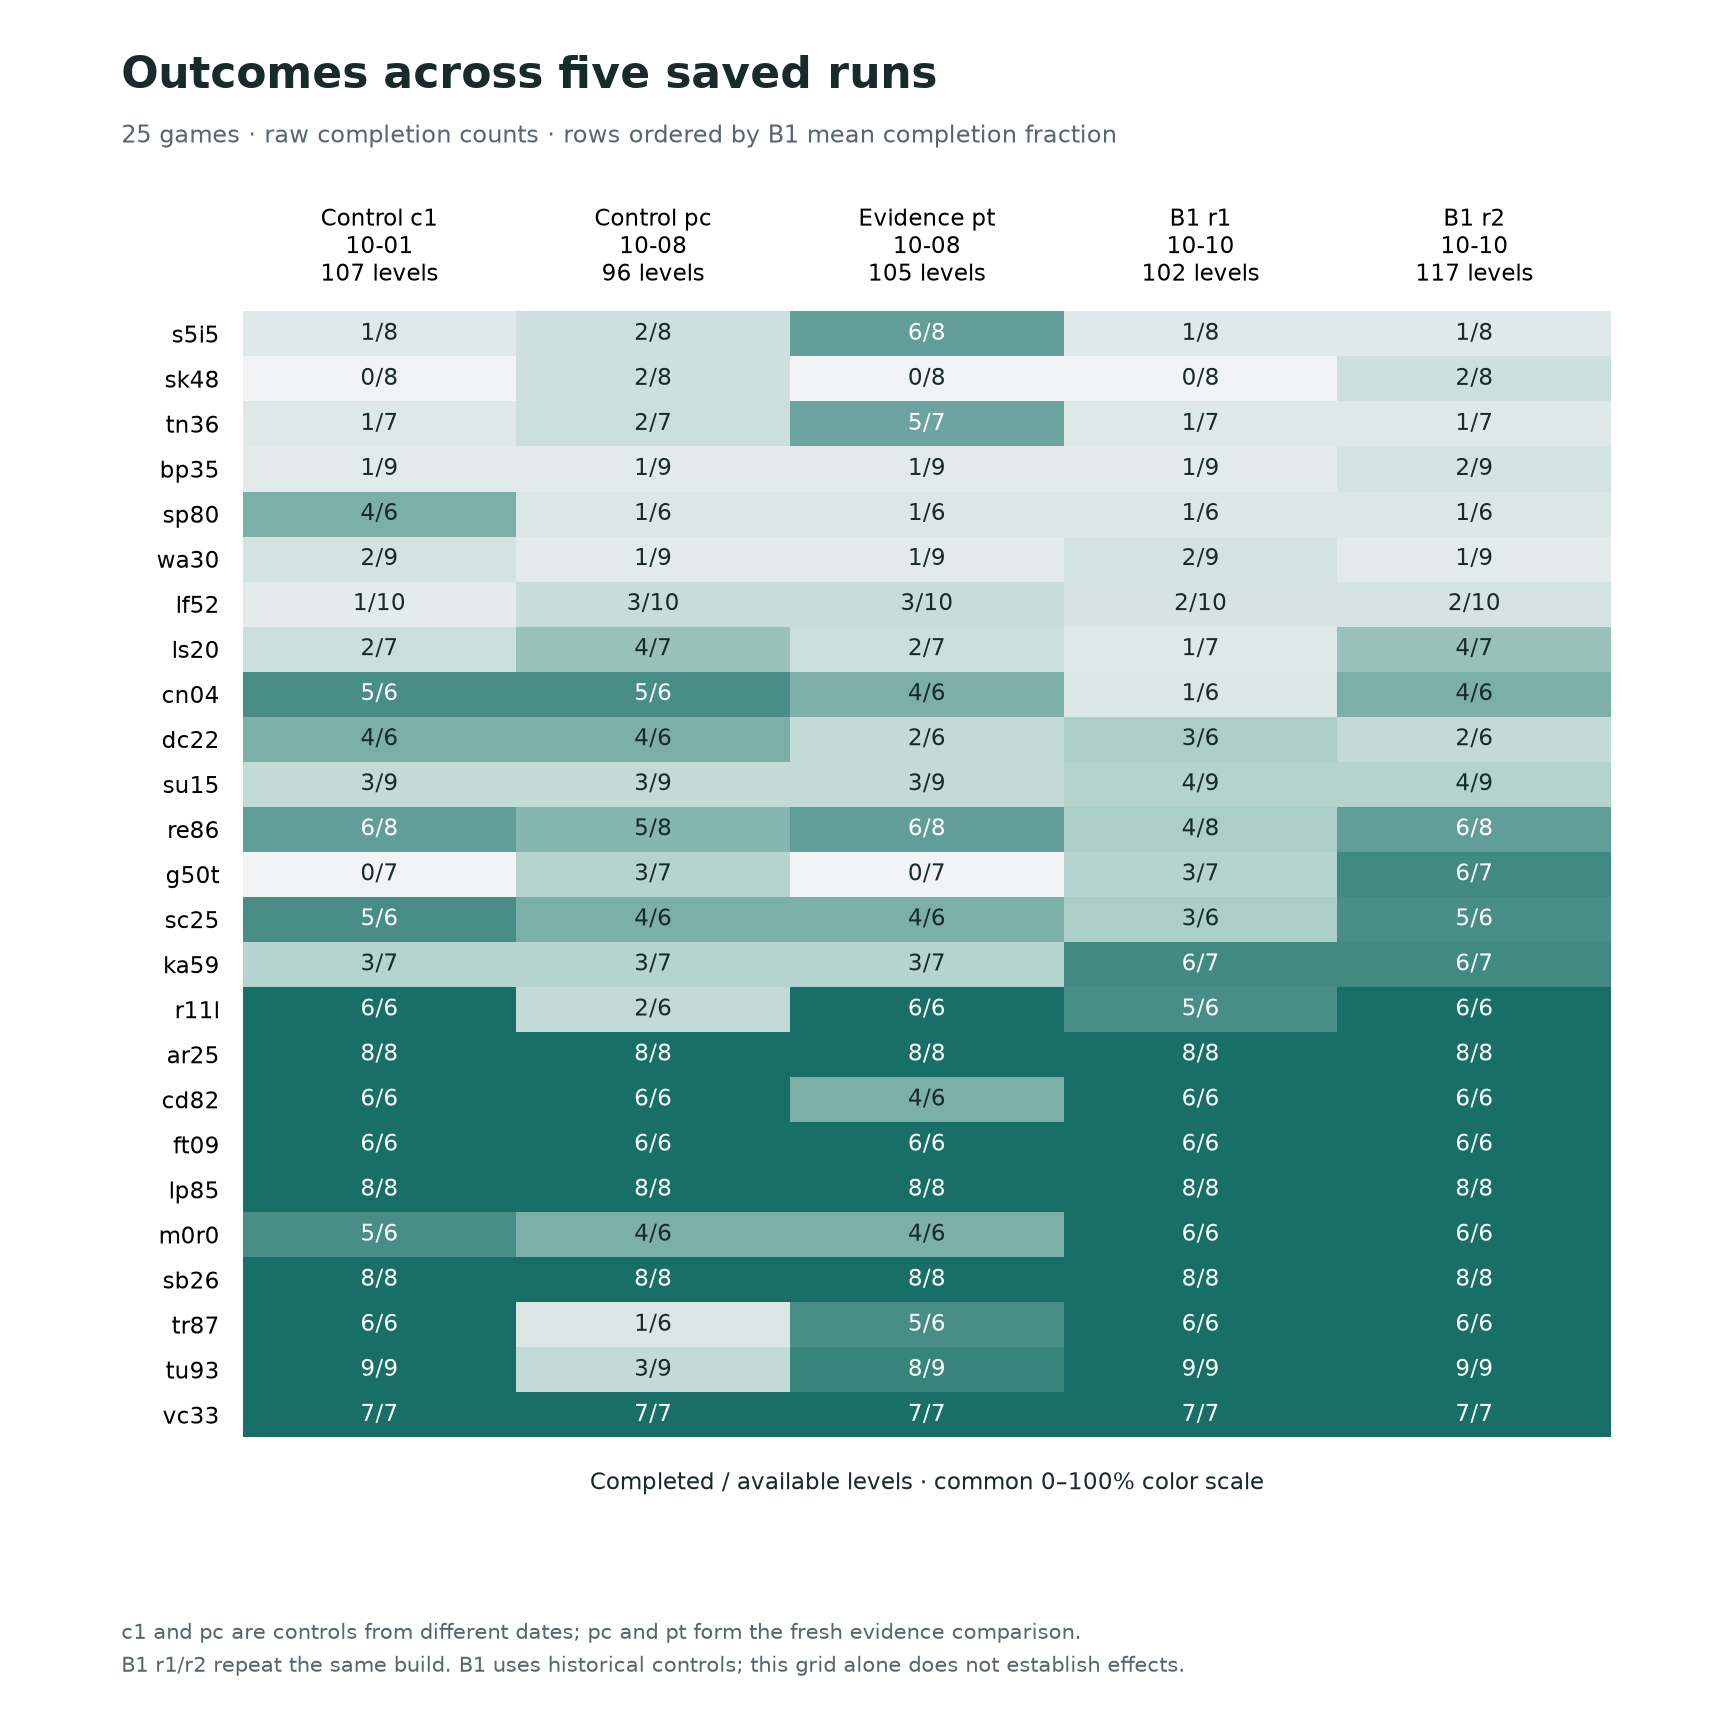 Outcomes across five saved runs
25 games · raw completion counts · rows ordered by B1 mean completion fraction
Control c1 Control pc Evidence pt B1 r1 B1 r2
10-01 10-08 10-08 10-10 10-10
107 levels 96 levels 105 levels 102 levels 117 levels
s5i5 1/8 2/8 6/8 1/8 1/8
sk48 0/8 2/8 0/8 0/8 2/8
tn36 1/7 2/7 5/7 1/7 1/7
bp35 1/9 1/9 1/9 1/9 2/9
sp80 4/6 1/6 1/6 1/6 1/6
wa30 2/9 1/9 1/9 2/9 1/9
lf52 1/10 3/10 3/10 2/10 2/10
ls20 2/7 4/7 2/7 1/7 4/7
cn04 5/6 5/6 4/6 1/6 4/6
dc22 4/6 4/6 2/6 3/6 2/6
su15 3/9 3/9 3/9 4/9 4/9
re86 6/8 5/8 6/8 4/8 6/8
g50t 0/7 3/7 0/7 3/7 6/7
sc25 5/6 4/6 4/6 3/6 5/6
ka59 3/7 3/7 3/7 6/7 6/7
r11l 6/6 2/6 6/6 5/6 6/6
ar25 8/8 8/8 8/8 8/8 8/8
cd82 6/6 6/6 4/6 6/6 6/6
ft09 6/6 6/6 6/6 6/6 6/6
lp85 8/8 8/8 8/8 8/8 8/8
m0r0 5/6 4/6 4/6 6/6 6/6
sb26 8/8 8/8 8/8 8/8 8/8
tr87 6/6 1/6 5/6 6/6 6/6
tu93 9/9 3/9 8/9 9/9 9/9
vc33 7/7 7/7 7/7 7/7 7/7
Completed / available levels · common 0–100% color scale
c1 and pc are controls from different dates; pc and pt form the fresh evidence comparison.
B1 r1/r2 repeat the same build. B1 uses historical controls; this grid alone does not establish effects.